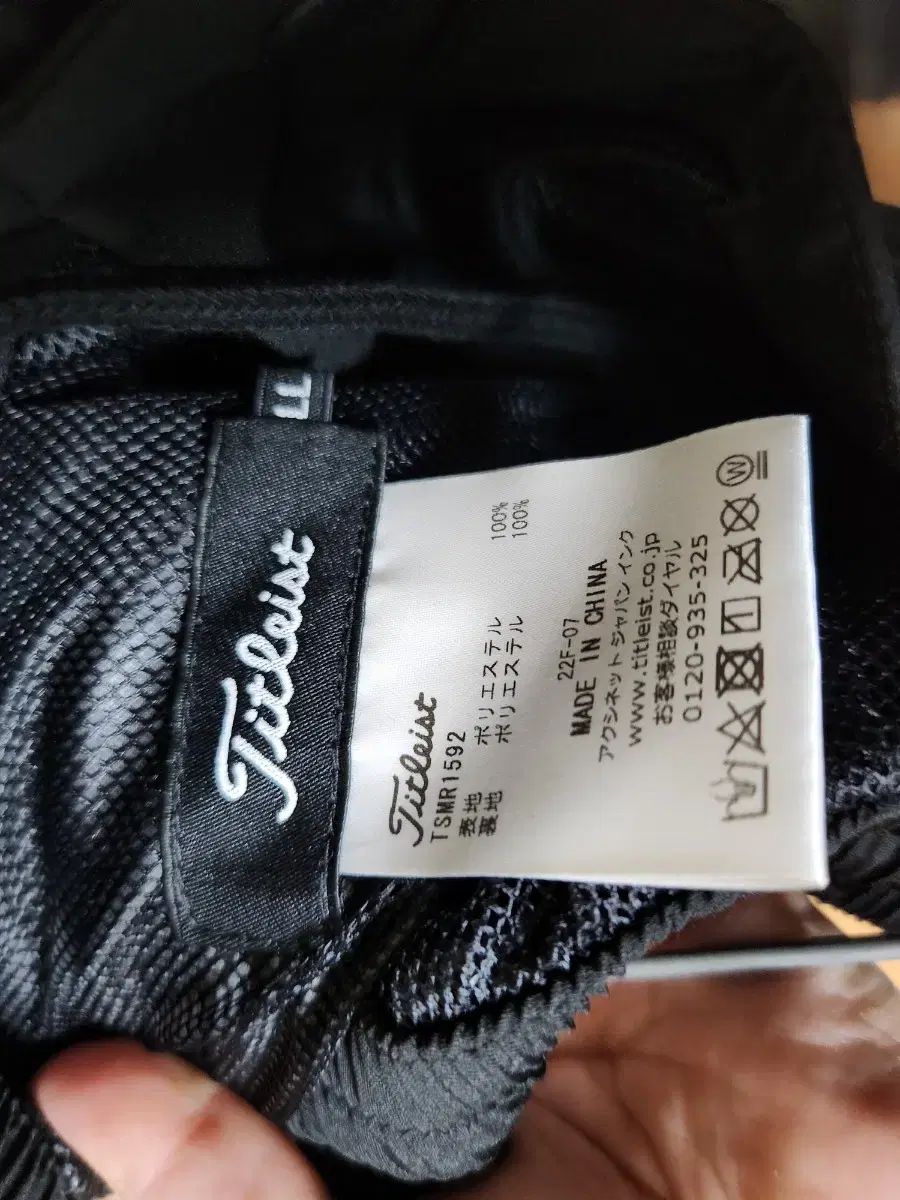 LL
Titleist
Titleist
TSMR1592
表地 ポリエステル 100%
裏地 ポリエステル 100%
22F-07
MADE IN CHINA
アクシネット ジャパン インク
www.titleist.co.jp
お客様相談ダイヤル
0120-935-325
W